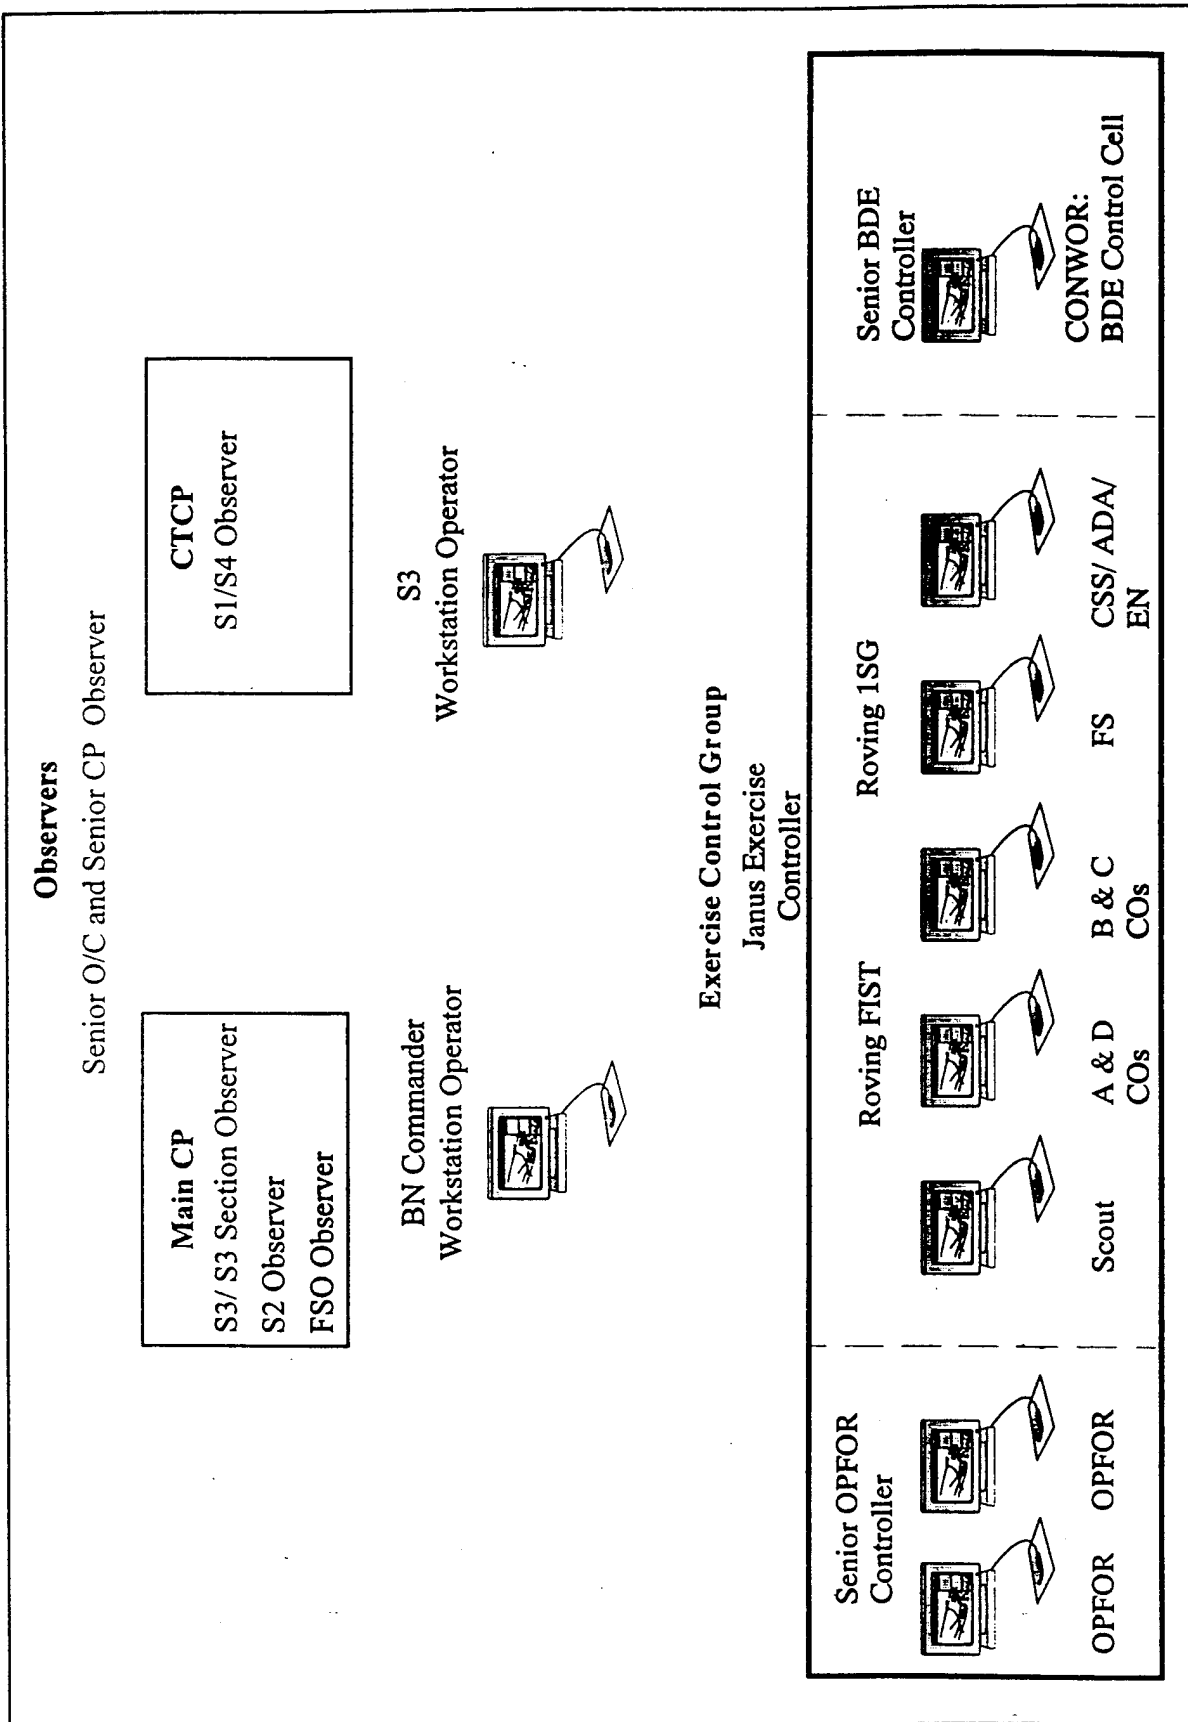 Observers
Senior O/C and Senior CP Observer
Main CP
S3/ S3 Section Observer
S2 Observer
FSO Observer
CTCP
S1/S4 Observer
BN Commander
Workstation Operator
S3
Workstation Operator
Exercise Control Group
Janus Exercise
Controller
Senior OPFOR
Controller
Roving FIST
Roving 1SG
Senior BDE
Controller
OPFOR
OPFOR
Scout
A & D
COs
B & C
COs
FS
CSS/ ADA/
EN
CONWOR:
BDE Control Cell